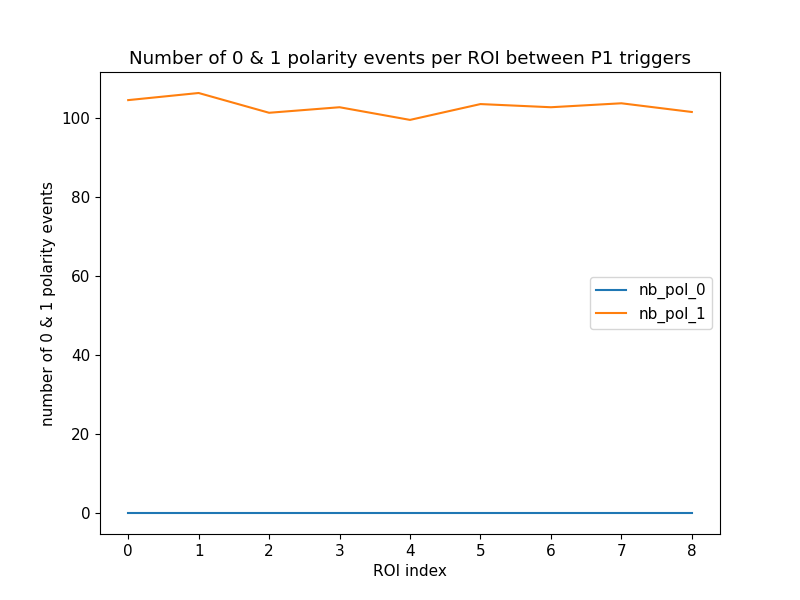 Number of 0 & 1 polarity events per ROI between P1 triggers
number of 0 & 1 polarity events
100
80
60
40
20
0
nb_pol_0
nb_pol_1
0 1 2 3 4 5 6 7 8
ROI index